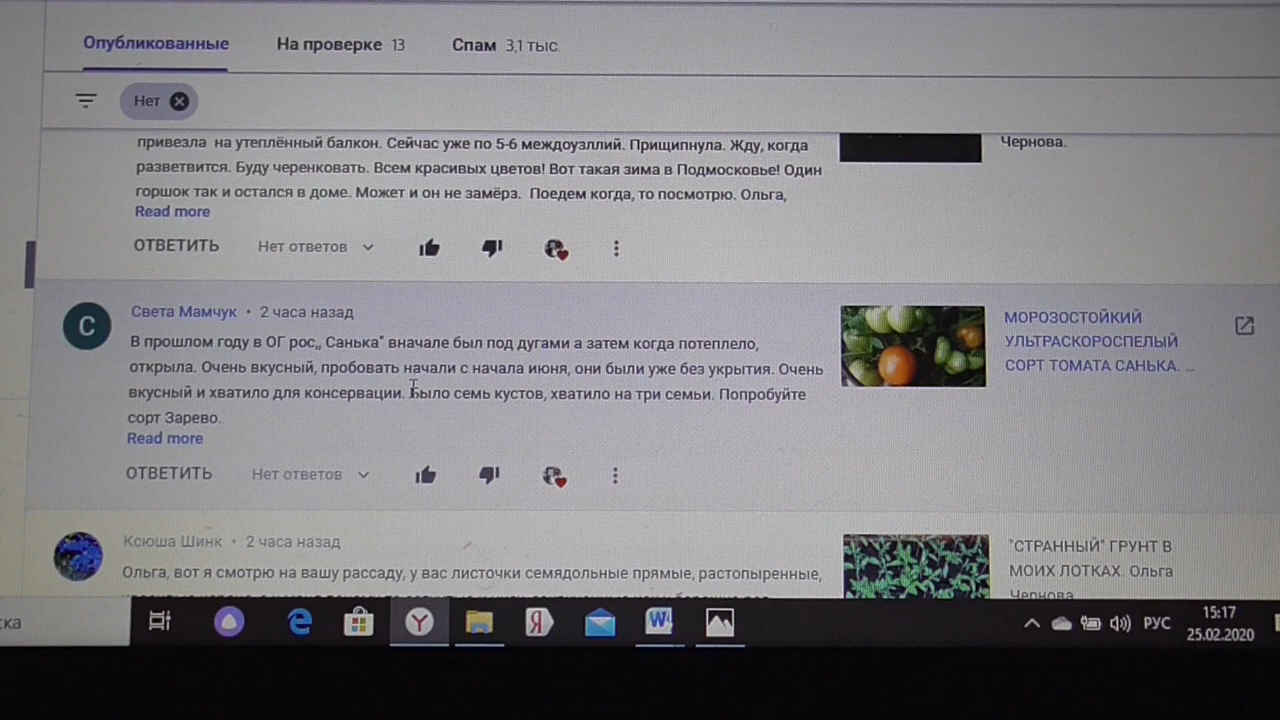 Опубликованные На проверке 13 Спам 3,1 тыс.
Нет
привезла на утеплённый балкон. Сейчас уже по 5-6 междоузллий. Прищипнула. Жду, когда
разветвится. Буду черенковать. Всем красивых цветов! Вот такая зима в Подмосковье! Один
горшок так и остался в доме. Может и он не замёрз. Поедем когда, то посмотрю. Ольга,
Read more
Чернова.
ОТВЕТИТЬ Нет ответов
Света Мамчук • 2 часа назад
В прошлом году в ОГ рос,, Санька" вначале был под дугами а затем когда потеплело,
открыла. Очень вкусный, пробовать начали с начала июня, они были уже без укрытия. Очень
вкусный и хватило для консервации. Было семь кустов, хватило на три семьи. Попробуйте
сорт Зарево.
Read more
МОРОЗОСТОЙКИЙ
УЛЬТРАСКОРОСПЕЛЫЙ
СОРТ ТОМАТА САНЬКА. ...
ОТВЕТИТЬ Нет ответов
Ксюша Шинк • 2 часа назад
Ольга, вот я смотрю на вашу рассаду, у вас листочки семядольные прямые, растопыренные,
"СТРАННЫЙ" ГРУНТ В
МОИХ ЛОТКАХ. Ольга
Чернова
ска
РУС
15:17
25.02.2020